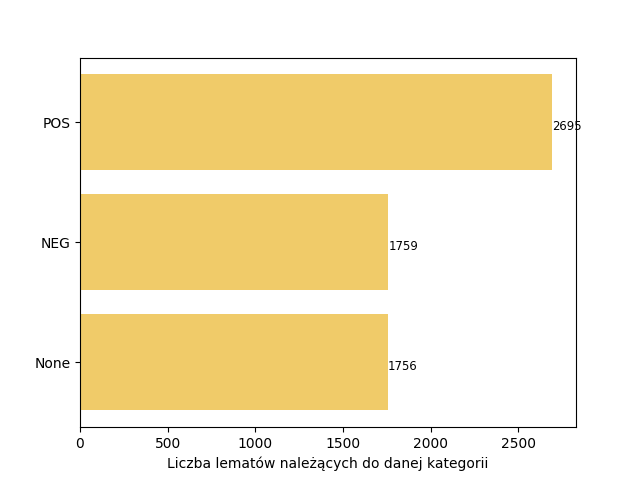 POS
2695
NEG
1759
None
1756
0 500 1000 1500 2000 2500
Liczba lematów należących do danej kategorii